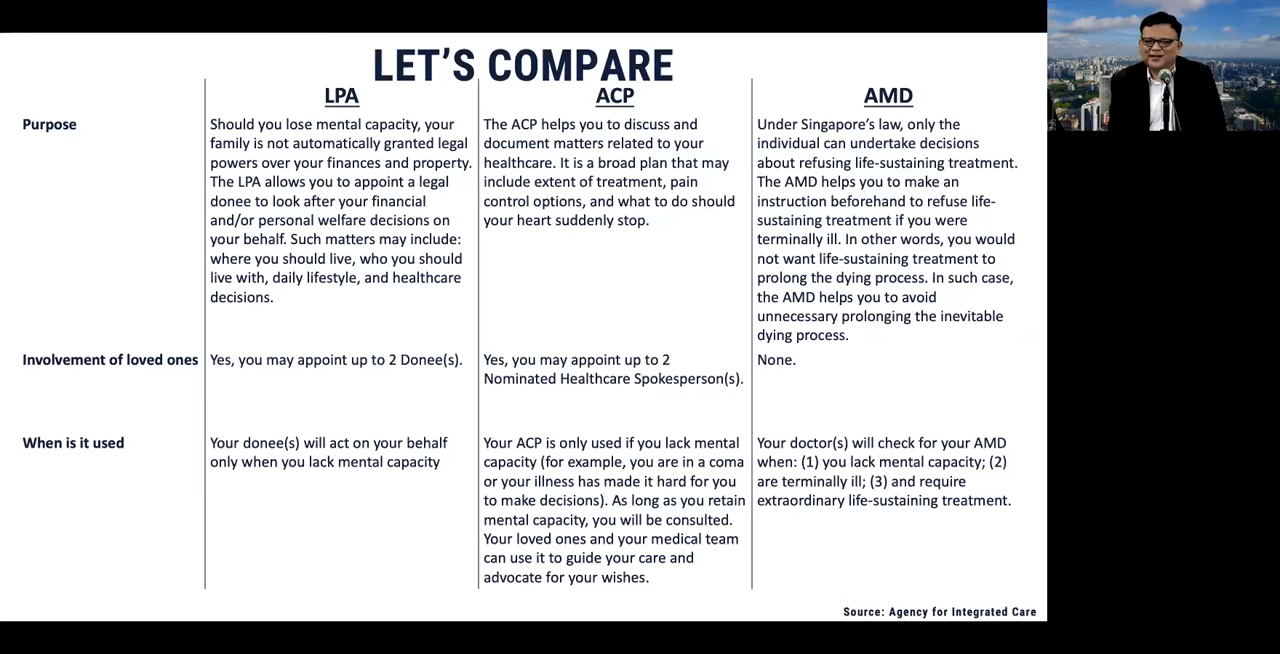 LET'S COMPARE
LPA
ACP
AMD
Purpose
Should you lose mental capacity, your
family is not automatically granted legal
powers over your finances and property.
The LPA allows you to appoint a legal
donee to look after your financial
and/or personal welfare decisions on
your behalf. Such matters may include:
where you should live, who you should
live with, daily lifestyle, and healthcare
decisions.
The ACP helps you to discuss and
document matters related to your
healthcare. It is a broad plan that may
include extent of treatment, pain
control options, and what to do should
your heart suddenly stop.
Under Singapore's law, only the
individual can undertake decisions
about refusing life-sustaining treatment.
The AMD helps you to make an
instruction beforehand to refuse life-
sustaining treatment if you were
terminally ill. In other words, you would
not want life-sustaining treatment to
prolong the dying process. In such case,
the AMD helps you to avoid
unnecessary prolonging the inevitable
dying process.
Involvement of loved ones
Yes, you may appoint up to 2 Donee(s).
Yes, you may appoint up to 2
Nominated Healthcare Spokesperson(s).
None.
When is it used
Your donee(s) will act on your behalf
only when you lack mental capacity
Your ACP is only used if you lack mental
capacity (for example, you are in a coma
or your illness has made it hard for you
to make decisions). As long as you retain
mental capacity, you will be consulted.
Your loved ones and your medical team
can use it to guide your care and
advocate for your wishes.
Your doctor(s) will check for your AMD
when: (1) you lack mental capacity; (2)
are terminally ill; (3) and require
extraordinary life-sustaining treatment.
Source: Agency for Integrated Care